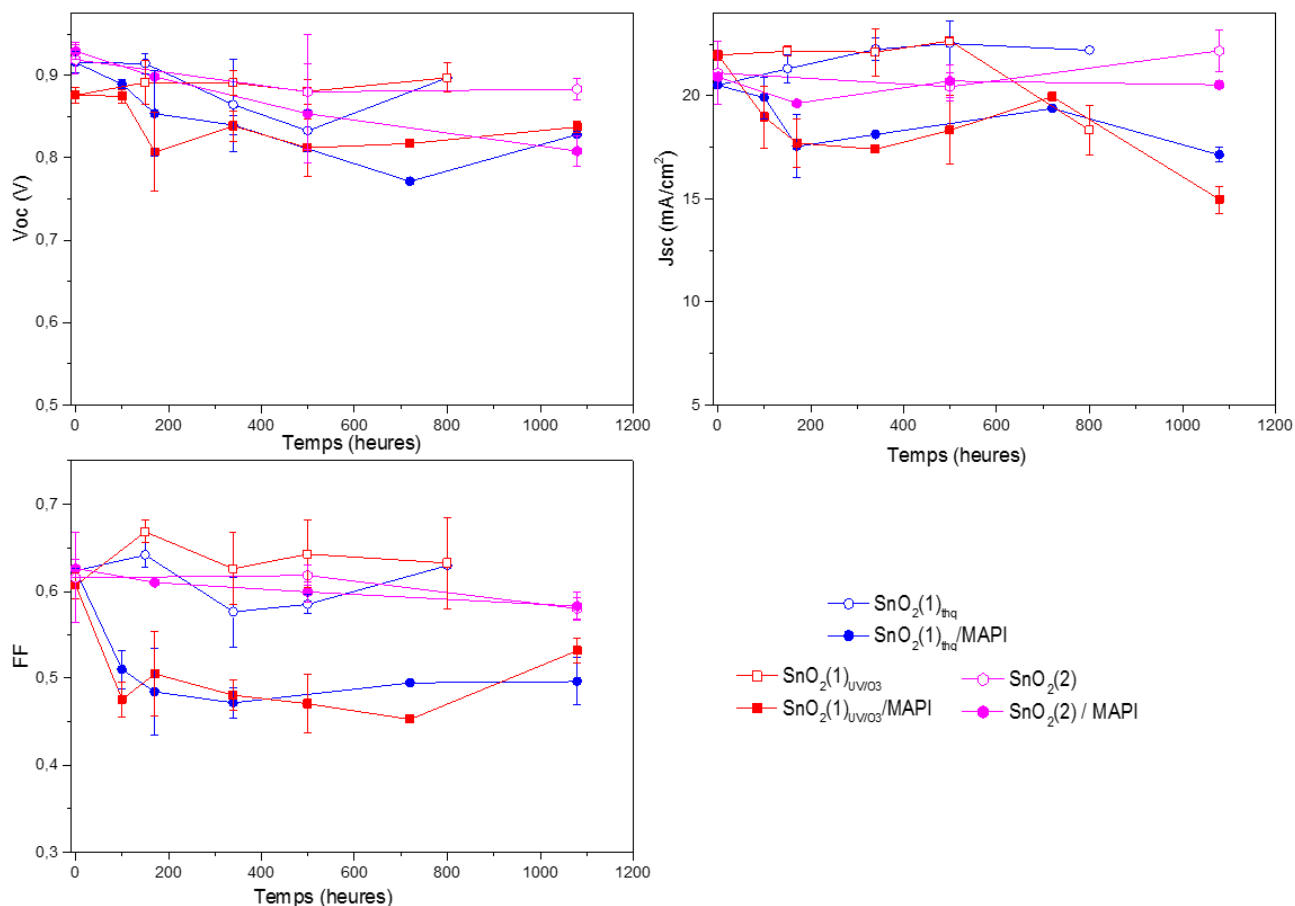 0,9
0,8
0,7
0,6
0,5
Voc (V)
0 200 400 600 800 1000 1200
Temps (heures)
20
15
10
5
Jsc (mA/cm²)
0 200 400 600 800 1000 1200
Temps (heures)
0,7
0,6
0,5
0,4
0,3
FF
0 200 400 600 800 1000 1200
Temps (heures)
SnO₂(1)thq
SnO₂(1)thq/MAPI
SnO₂(1)UV/O3
SnO₂(1)UV/O3/MAPI
SnO₂(2)
SnO₂(2) / MAPI